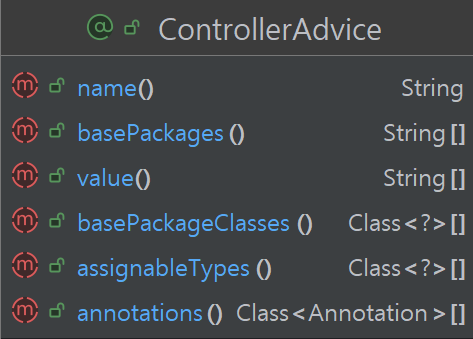 @ ControllerAdvice
m name() String
m basePackages() String[]
m value() String[]
m basePackageClasses() Class<?>[]
m assignableTypes() Class<?>[]
m annotations() Class<Annotation>[]